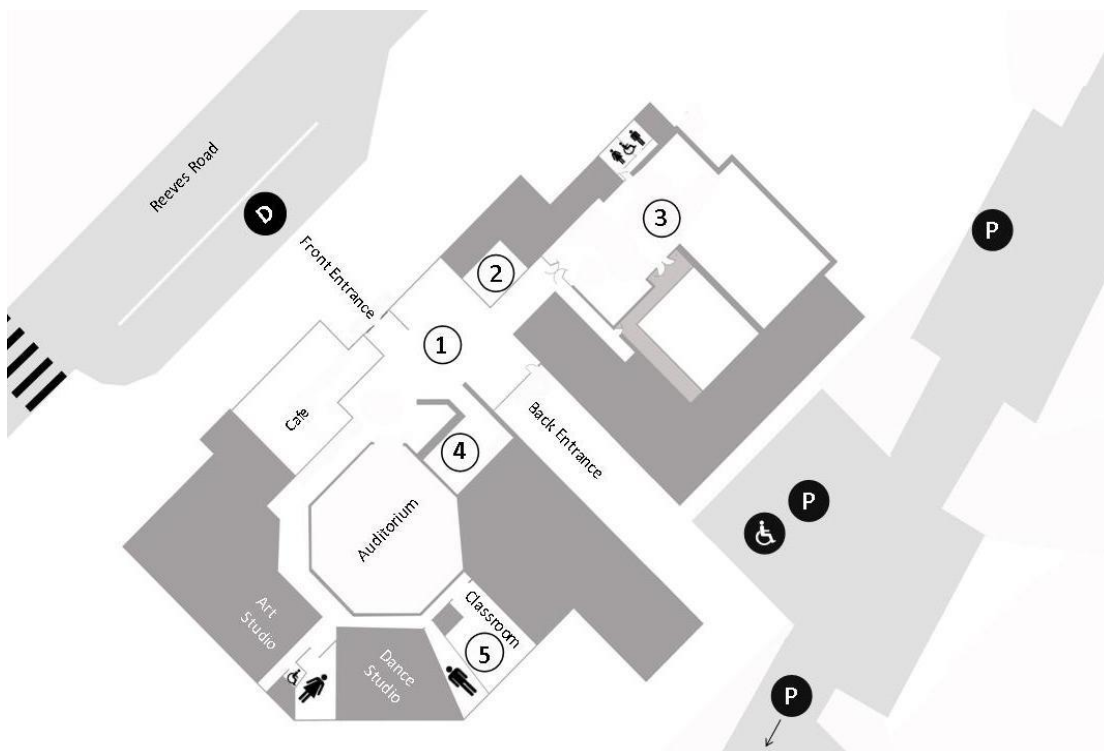 Reeves Road
D
Front Entrance
3
P
2
1
Cafe
Back Entrance
4
Auditorium
P
Art
Studio
Classroom
5
Dance
Studio
P